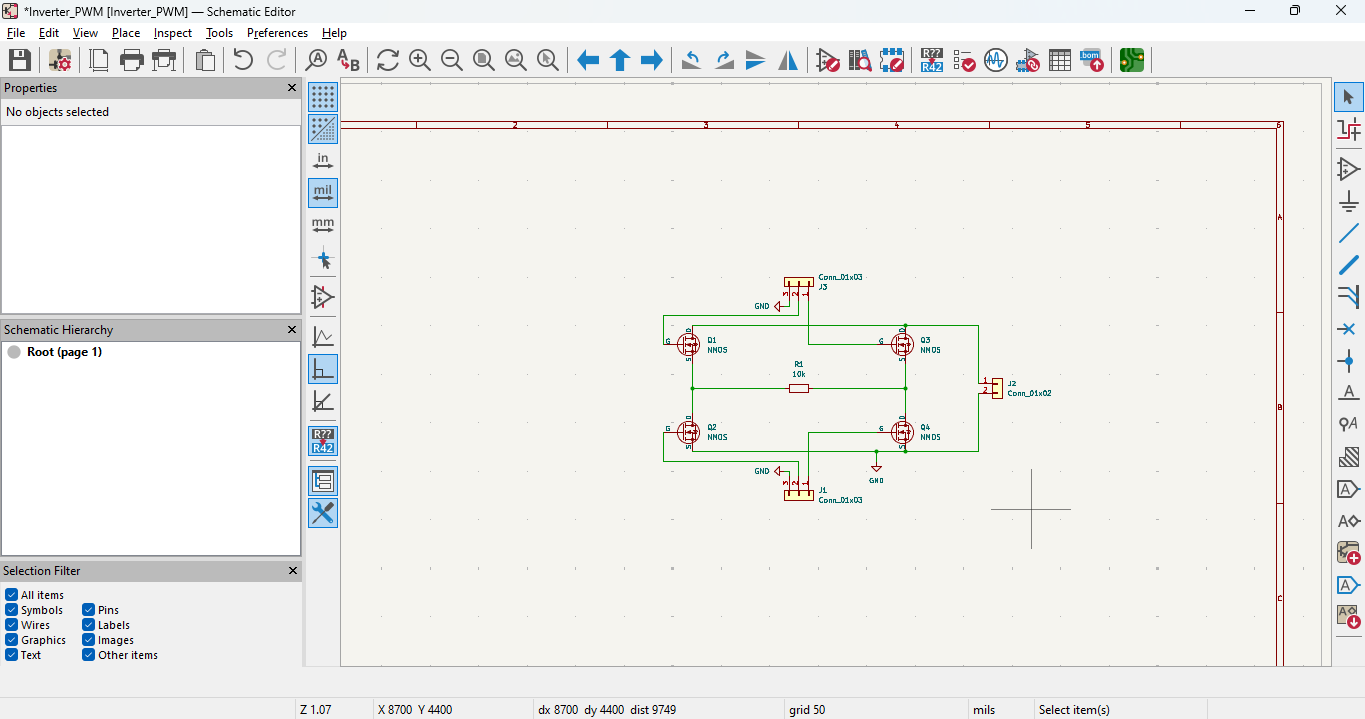 *Inverter_PWM [Inverter_PWM] — Schematic Editor
File Edit View Place Inspect Tools Preferences Help
A
A B
R??
R42
bom
Properties
No objects selected
Schematic Hierarchy
Root (page 1)
Selection Filter
All items
Symbols Pins
Wires Labels
Graphics Images
Text Other items
in
mil
mm
R??
R42
2 3 4 5 6
A
B
C
Conn_01x03
J3
3 2 1
GND
D
G
S
Q1
NMOS
D
G
S
Q3
NMOS
R1
10k
1
2
J2
Conn_01x02
D
G
S
Q2
NMOS
D
G
S
Q4
NMOS
GND
3 2 1
J1
Conn_01x03
GND
A
A
A
A
A
A
Z 1.07 X 8700 Y 4400 dx 8700 dy 4400 dist 9749 grid 50 mils Select item(s)